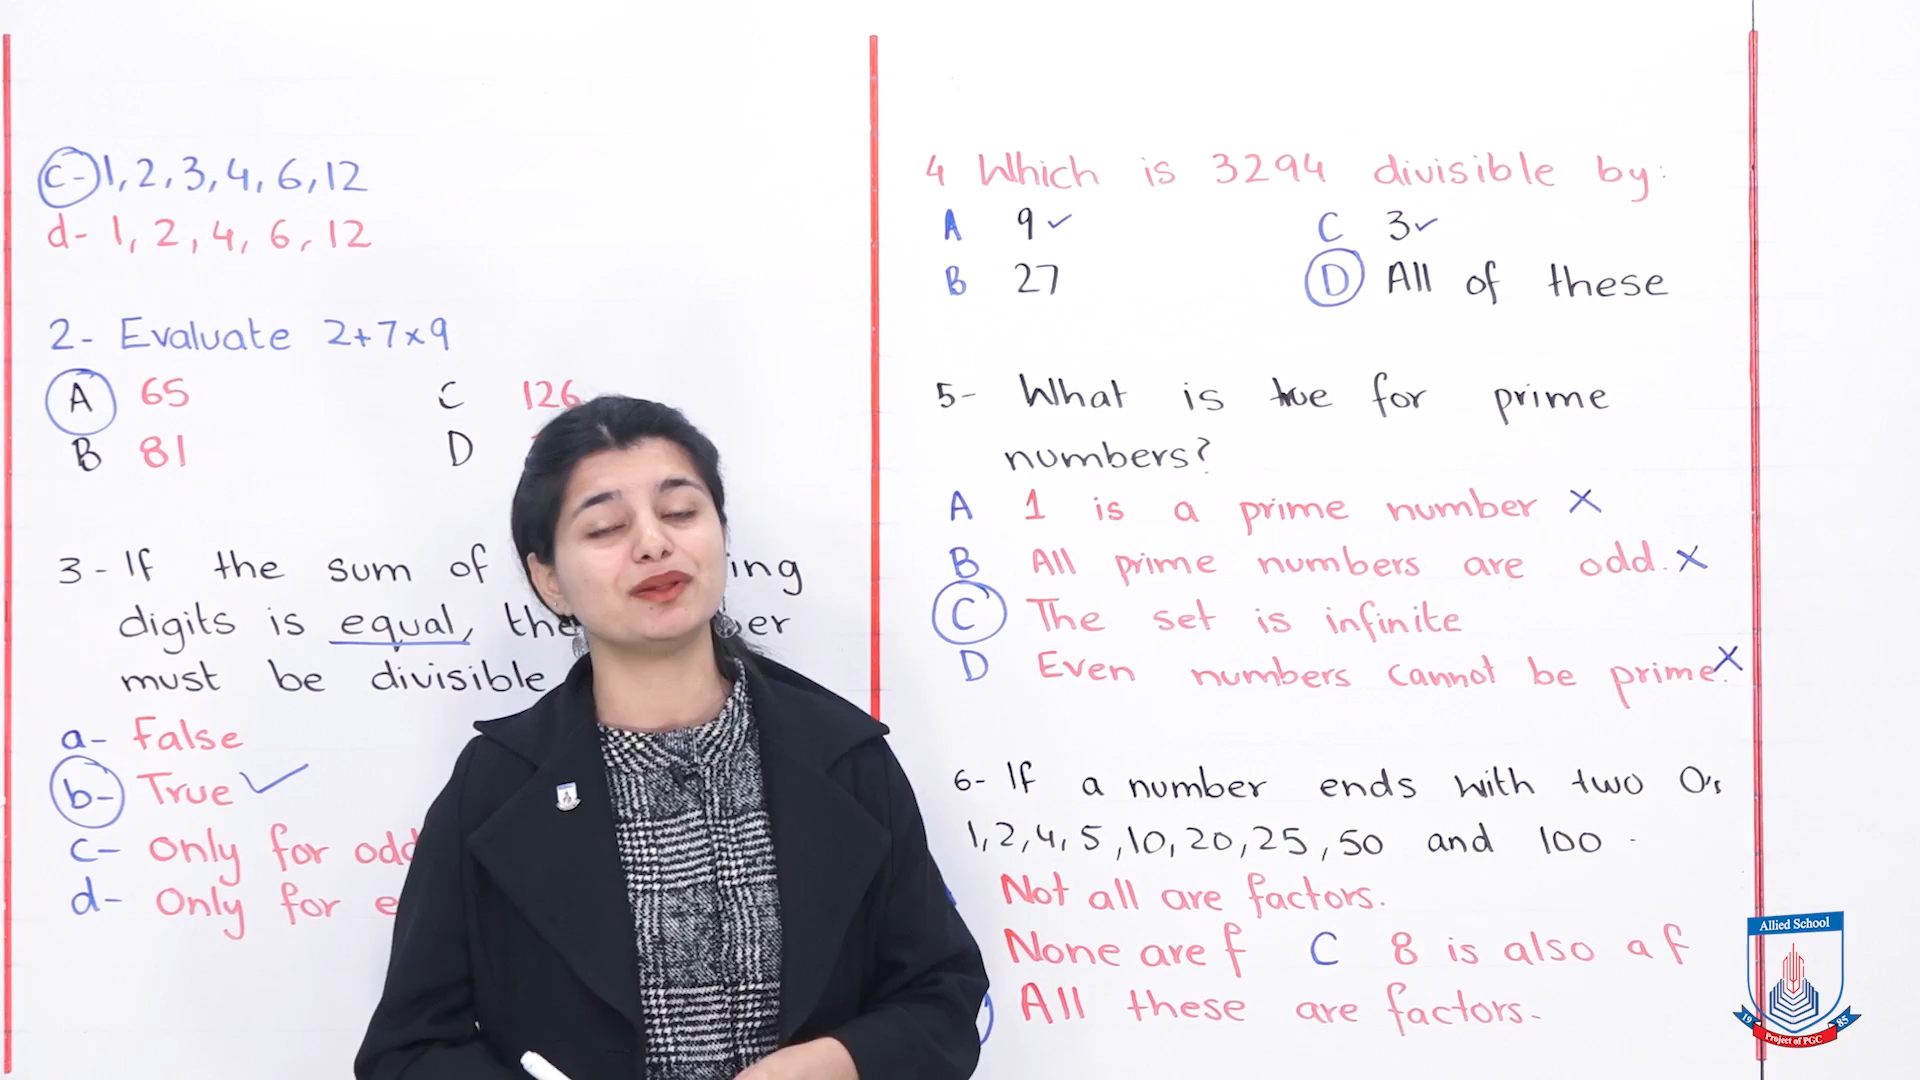 c- 1, 2, 3, 4, 6, 12
d- 1, 2, 4, 6, 12
2- Evaluate 2+7×9
A 65 C 126
B 81 D
3- If the sum of ing
digits is equal,
must be divisible
a- False
b- True
c- Only for odd
d- Only for
4 Which is 3294 divisible by:
A 9 C 3
B 27 D All of these
5- What is true for prime
numbers?
A 1 is a prime number
B All prime numbers are odd.
C The set is infinite
D Even numbers cannot be prime.
6- If a number ends with two 0's
1, 2, 4, 5, 10, 20, 25, 50 and 100.
Not all are factors.
None are f C 8 is also a f
All these are factors.
Allied School
19 85
Project of PGC